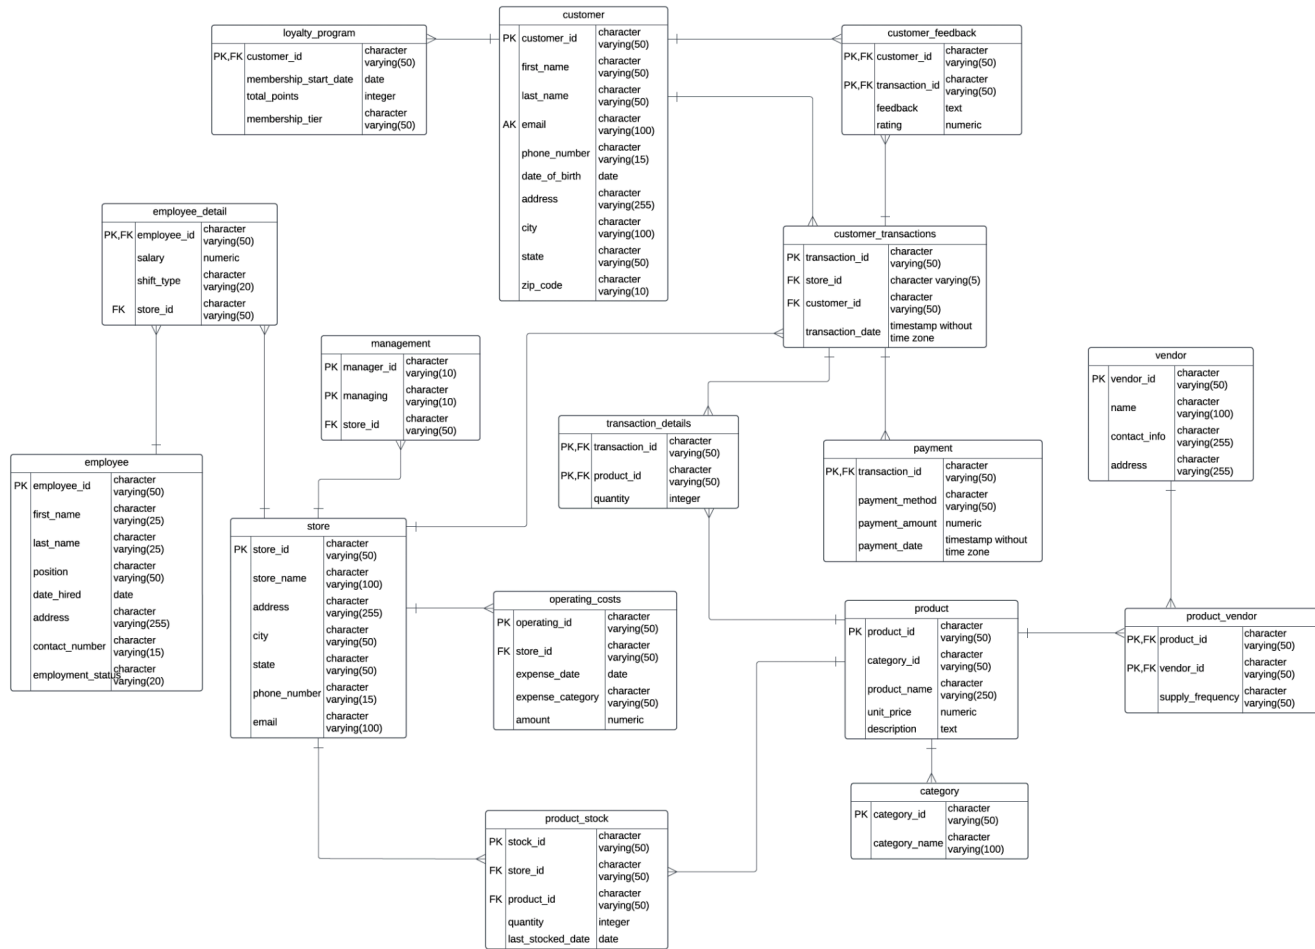 customer
PK customer_id character
varying(50)
first_name character
varying(50)
last_name character
varying(50)
AK email character
varying(100)
phone_number character
varying(15)
date_of_birth date
address character
varying(255)
city character
varying(100)
state character
varying(50)
zip_code character
varying(10)
loyalty_program
PK,FK customer_id character
varying(50)
membership_start_date date
total_points integer
membership_tier character
varying(50)
customer_feedback
PK,FK customer_id character
varying(50)
PK,FK transaction_id character
varying(50)
feedback text
rating numeric
employee_detail
PK,FK employee_id character
varying(50)
salary numeric
shift_type character
varying(20)
FK store_id character
varying(50)
customer_transactions
PK transaction_id character
varying(50)
FK store_id character varying(5)
FK customer_id character
varying(50)
transaction_date timestamp without
time zone
management
PK manager_id character
varying(10)
PK managing character
varying(10)
FK store_id character
varying(50)
vendor
PK vendor_id character
varying(50)
name character
varying(100)
contact_info character
varying(255)
address character
varying(255)
transaction_details
PK,FK transaction_id character
varying(50)
PK,FK product_id character
varying(50)
quantity integer
payment
PK,FK transaction_id character
varying(50)
payment_method character
varying(50)
payment_amount numeric
payment_date timestamp without
time zone
employee
PK employee_id character
varying(50)
first_name character
varying(25)
last_name character
varying(25)
position character
varying(50)
date_hired date
address character
varying(255)
contact_number character
varying(15)
employment_status character
varying(20)
store
PK store_id character
varying(50)
store_name character
varying(100)
address character
varying(255)
city character
varying(50)
state character
varying(50)
phone_number character
varying(15)
email character
varying(100)
operating_costs
PK operating_id character
varying(50)
FK store_id character
varying(50)
expense_date date
expense_category character
varying(50)
amount numeric
product
PK product_id character
varying(50)
category_id character
varying(50)
product_name character
varying(250)
unit_price numeric
description text
product_vendor
PK,FK product_id character
varying(50)
PK,FK vendor_id character
varying(50)
supply_frequency character
varying(50)
category
PK category_id character
varying(50)
category_name character
varying(100)
product_stock
PK stock_id character
varying(50)
FK store_id character
varying(50)
FK product_id character
varying(50)
quantity integer
last_stocked_date date